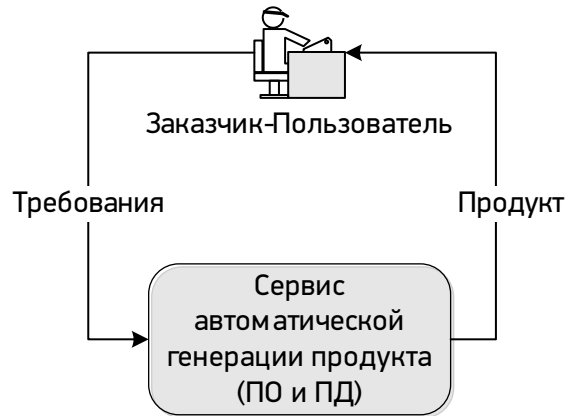 Заказчик-Пользователь
Требования
Продукт
Сервис
автоматической
генерации продукта
(ПО и ПД)